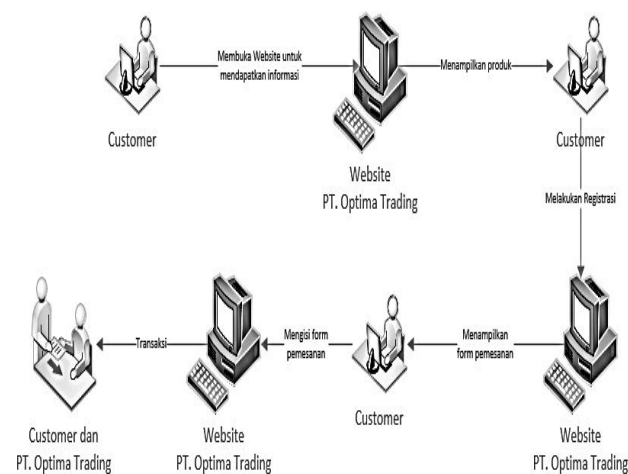 Membuka Website untuk
mendapatkan informasi
Menampilkan produk
Customer
Website
PT. Optima Trading
Customer
Melakukan Registrasi
Menampilkan
form pemesanan
Mengisi form
pemesanan
Transaksi
Customer dan
PT. Optima Trading
Website
PT. Optima Trading
Customer
Website
PT. Optima Trading